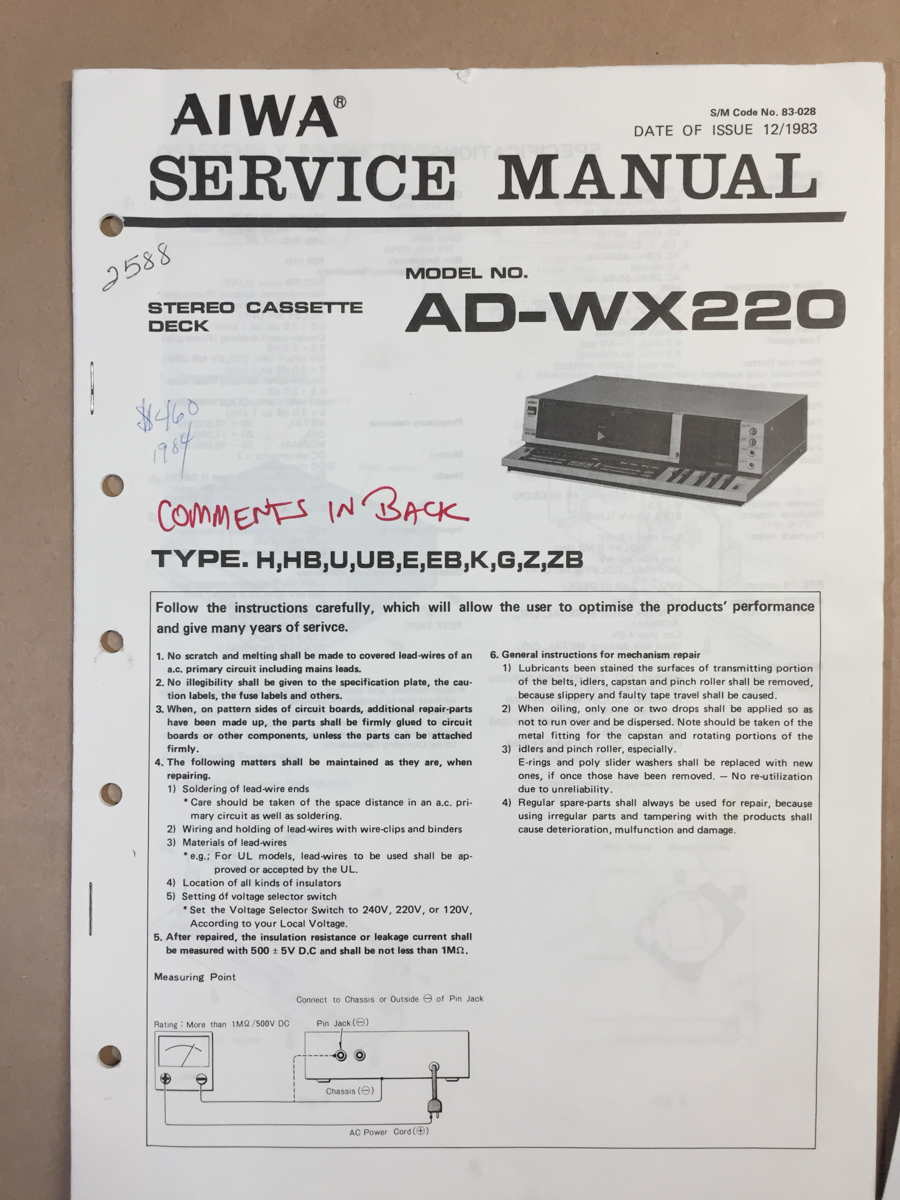 AIWA®
S/M Code No. 83-028
DATE OF ISSUE 12/1983
SERVICE MANUAL
2588
MODEL NO.
STEREO CASSETTE
DECK
AD-WX220
$460
1984
COMMENTS IN BACK
TYPE. H,HB,U,UB,E,EB,K,G,Z,ZB
Follow the instructions carefully, which will allow the user to optimise the products' performance
and give many years of serivce.
1. No scratch and melting shall be made to covered lead-wires of an
a.c. primary circuit including mains leads.
2. No illegibility shall be given to the specification plate, the cau-
tion labels, the fuse labels and others.
3. When, on pattern sides of circuit boards, additional repair-parts
have been made up, the parts shall be firmly glued to circuit
boards or other components, unless the parts can be attached
firmly.
4. The following matters shall be maintained as they are, when
repairing.
1) Soldering of lead-wire ends
* Care should be taken of the space distance in an a.c. pri-
mary circuit as well as soldering.
2) Wiring and holding of lead-wires with wire-clips and binders
3) Materials of lead-wires
* e.g.; For UL models, lead-wires to be used shall be ap-
proved or accepted by the UL.
4) Location of all kinds of insulators
5) Setting of voltage selector switch
* Set the Voltage Selector Switch to 240V, 220V, or 120V,
According to your Local Voltage.
5. After repaired, the insulation resistance or leakage current shall
be measured with 500 ± 5V D.C and shall be not less than 1MΩ.
6. General instructions for mechanism repair
1) Lubricants been stained the surfaces of transmitting portion
of the belts, idlers, capstan and pinch roller shall be removed,
because slippery and faulty tape travel shall be caused.
2) When oiling, only one or two drops shall be applied so as
not to run over and be dispersed. Note should be taken of the
metal fitting for the capstan and rotating portions of the
3) idlers and pinch roller, especially.
E-rings and poly slider washers shall be replaced with new
ones, if once those have been removed. — No re-utilization
due to unreliability.
4) Regular spare-parts shall always be used for repair, because
using irregular parts and tampering with the products shall
cause deterioration, mulfunction and damage.
Measuring Point
Connect to Chassis or Outside ⊖ of Pin Jack
Rating : More than 1MΩ/500V DC
Pin Jack (⊖)
Chassis (⊖)
AC Power Cord (⊕)